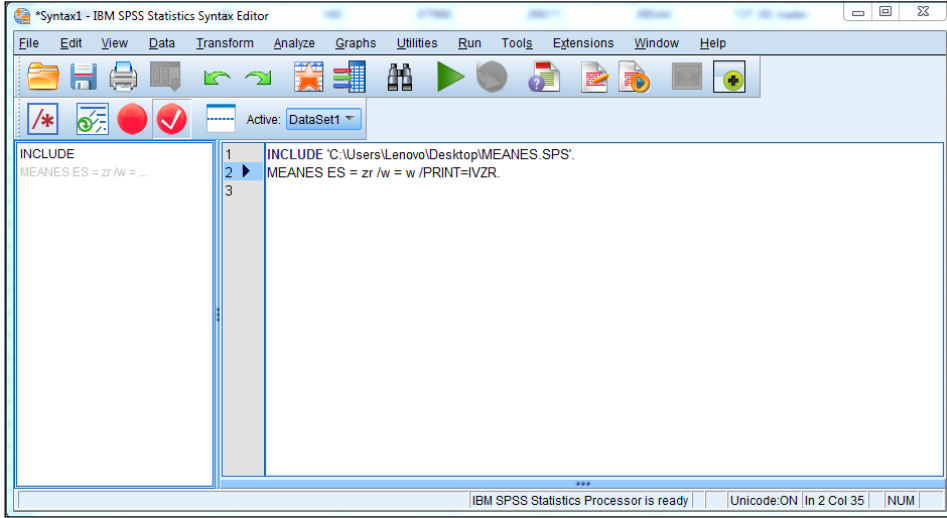 *Syntax1 - IBM SPSS Statistics Syntax Editor
File Edit View Data Transform Analyze Graphs Utilities Run Tools Extensions Window Help
Active: DataSet1
INCLUDE
MEANES ES = zr /w = ...
1 INCLUDE 'C:\Users\Lenovo\Desktop\MEANES.SPS'.
2 MEANES ES = zr /w = w /PRINT=IVZR.
3
IBM SPSS Statistics Processor is ready Unicode:ON In 2 Col 35 NUM